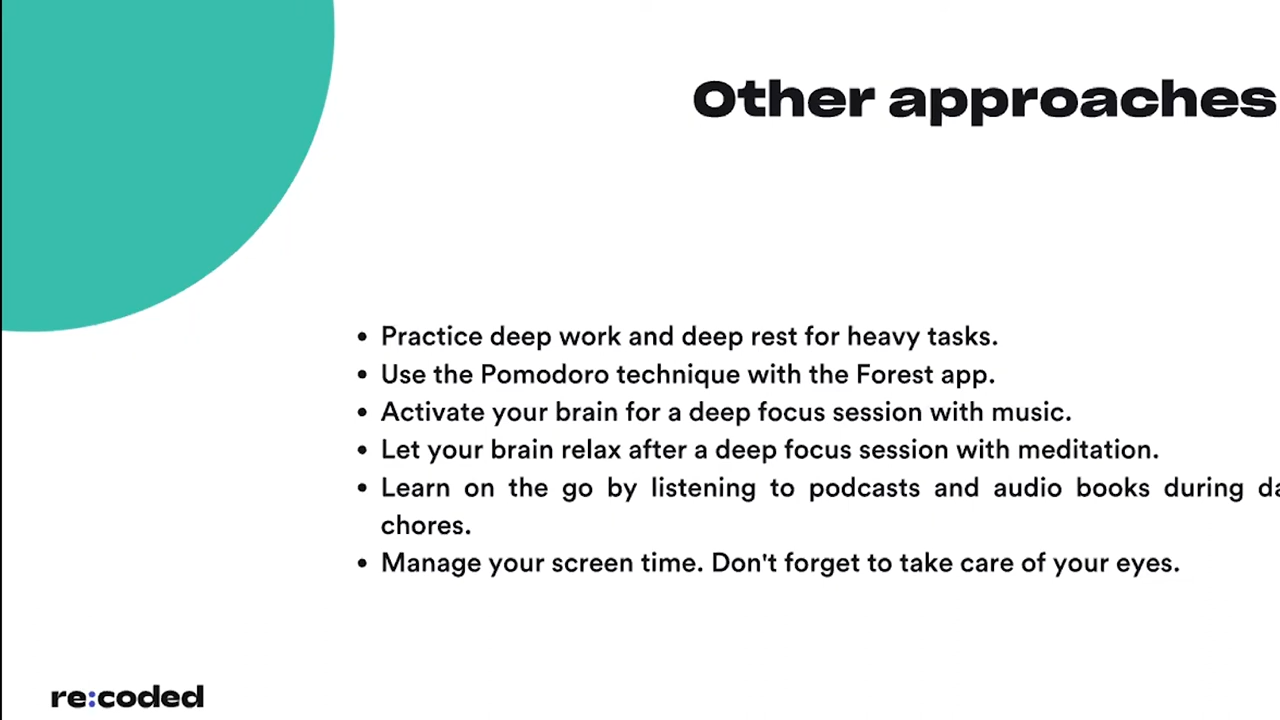 Other approaches
• Practice deep work and deep rest for heavy tasks.
• Use the Pomodoro technique with the Forest app.
• Activate your brain for a deep focus session with music.
• Let your brain relax after a deep focus session with meditation.
• Learn on the go by listening to podcasts and audio books during
chores.
• Manage your screen time. Don't forget to take care of your eyes.
re:coded